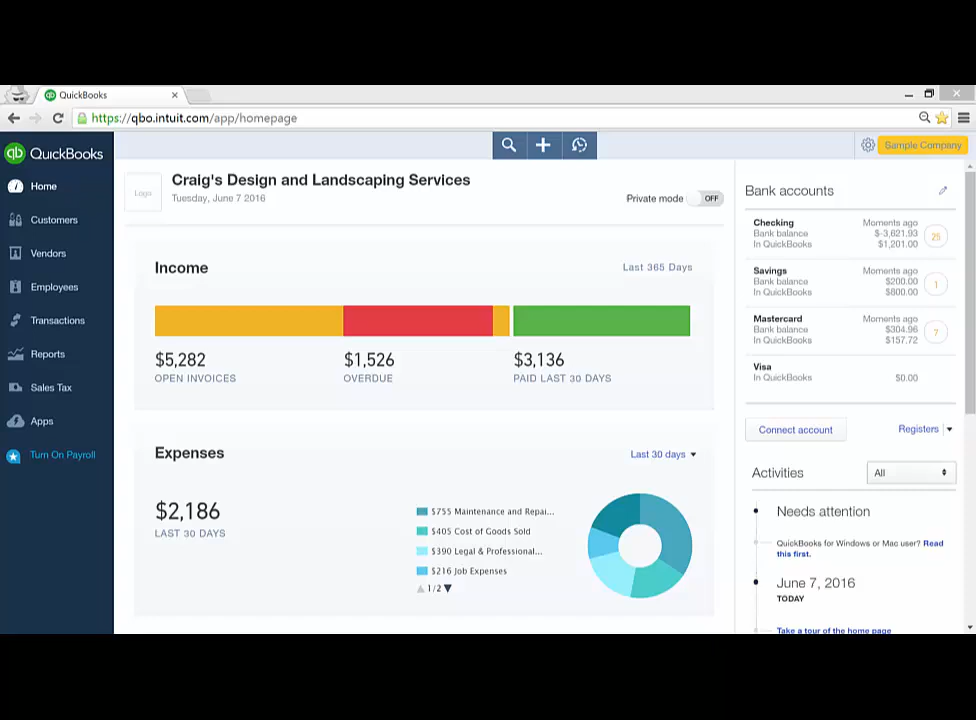 QuickBooks
https://qbo.intuit.com/app/homepage
qb QuickBooks
Sample Company
Home
Customers
Vendors
Employees
Transactions
Reports
Sales Tax
Apps
Turn On Payroll
Logo
Craig's Design and Landscaping Services
Tuesday, June 7 2016
Private mode OFF
Income
Last 365 Days
$5,282
OPEN INVOICES
$1,526
OVERDUE
$3,136
PAID LAST 30 DAYS
Expenses
Last 30 days
$2,186
LAST 30 DAYS
$755 Maintenance and Repai...
$405 Cost of Goods Sold
$390 Legal & Professional...
$216 Job Expenses
1/2
Bank accounts
Checking Moments ago
Bank balance $-3,621.93
In QuickBooks $1,201.00
25
Savings Moments ago
Bank balance $200.00
In QuickBooks $800.00
1
Mastercard Moments ago
Bank balance $304.96
In QuickBooks $157.72
7
Visa
In QuickBooks $0.00
Connect account
Registers
Activities
All
Needs attention
QuickBooks for Windows or Mac user? Read
this first.
June 7, 2016
TODAY
Take a tour of the home page